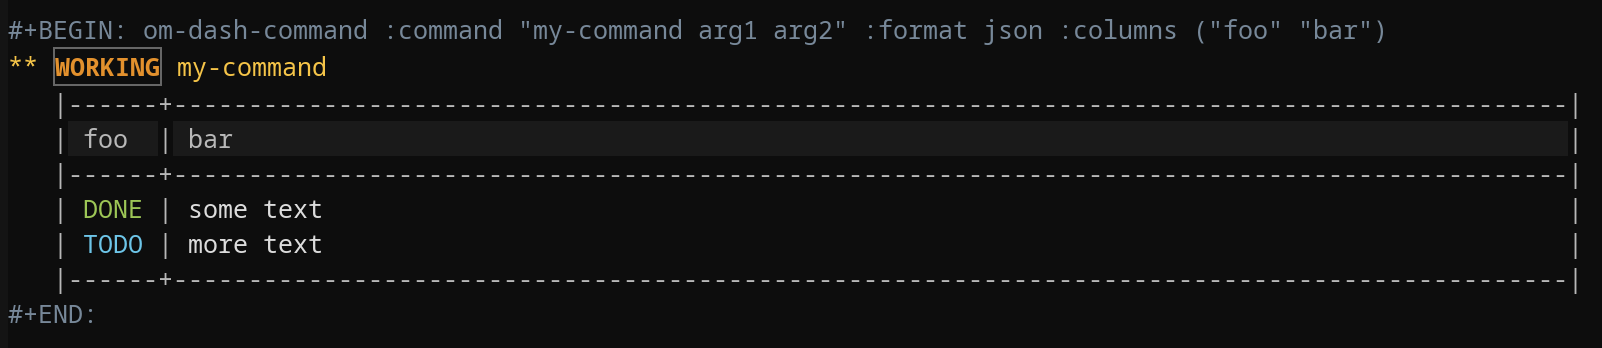 #+BEGIN: om-dash-command :command "my-command arg1 arg2" :format json :columns ("foo" "bar")
** WORKING my-command
|------+---------------------------------------------------------------------------------------------|
| foo | bar |
|------+---------------------------------------------------------------------------------------------|
| DONE | some text |
| TODO | more text |
|------+---------------------------------------------------------------------------------------------|
#+END: